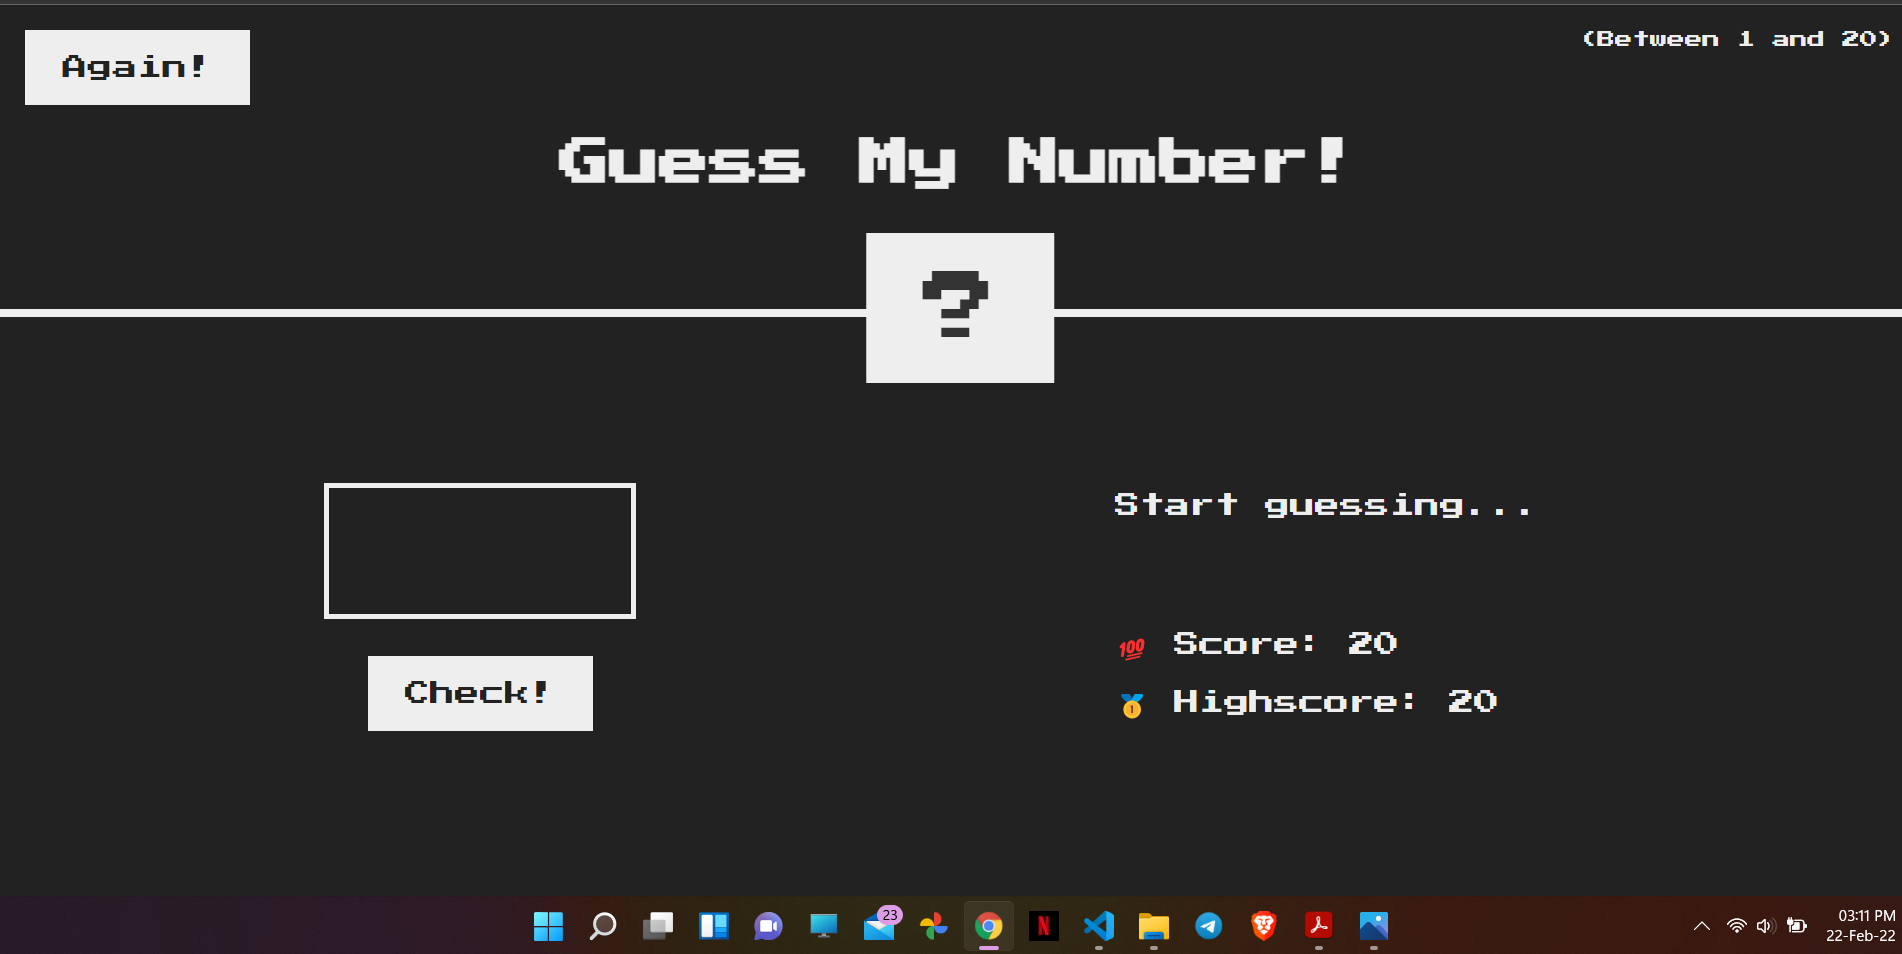 Again!
(Between 1 and 20)
Guess My Number!
?
Start guessing...
💯 Score: 20
🥇 Highscore: 20
Check!
23
N
03:11 PM
22-Feb-22